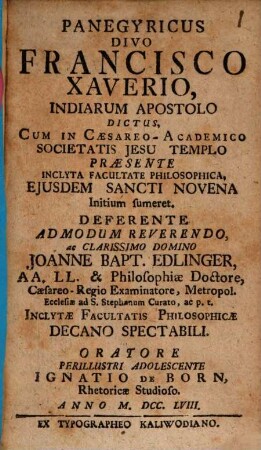 1
PANEGYRICUS
DIVO
FRANCISCO
XAVERIO,
INDIARUM APOSTOLO
DICTUS,
CUM IN CÆSAREO-ACADEMICO
SOCIETATIS JESU TEMPLO
PRÆSENTE
INCLYTA FACULTATE PHILOSOPHICA,
EJUSDEM SANCTI NOVENA
Initium sumeret.
DEFERENTE
ADMODUM REVERENDO,
ac CLARISSIMO DOMINO
JOANNE BAPT. EDLINGER,
AA. LL. & Philosophiæ Doctore,
Cæsareo-Regio Examinatore, Metropol.
Ecclesiæ ad S. Stephanum Curato, ac p. t.
INCLYTÆ FACULTATIS PHILOSOPHICÆ
DECANO SPECTABILI.
ORATORE
PERILLUSTRI ADOLESCENTE
IGNATIO DE BORN,
Rhetoricæ Studioso.
ANNO M. DCC. LVIII.
EX TYPOGRAPHEO KALIWODIANO.